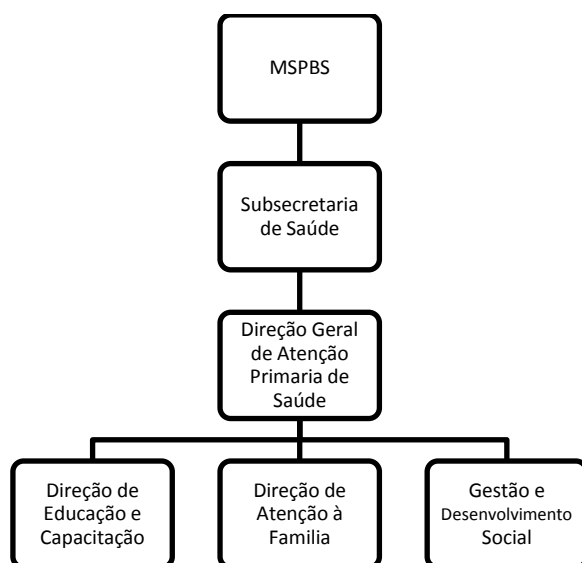 MSPBS
Subsecretaria
de Saúde
Direção Geral
de Atenção
Primaria de
Saúde
Direção de
Educação e
Capacitação
Direção de
Atenção à
Familia
Gestão e
Desenvolvimento
Social